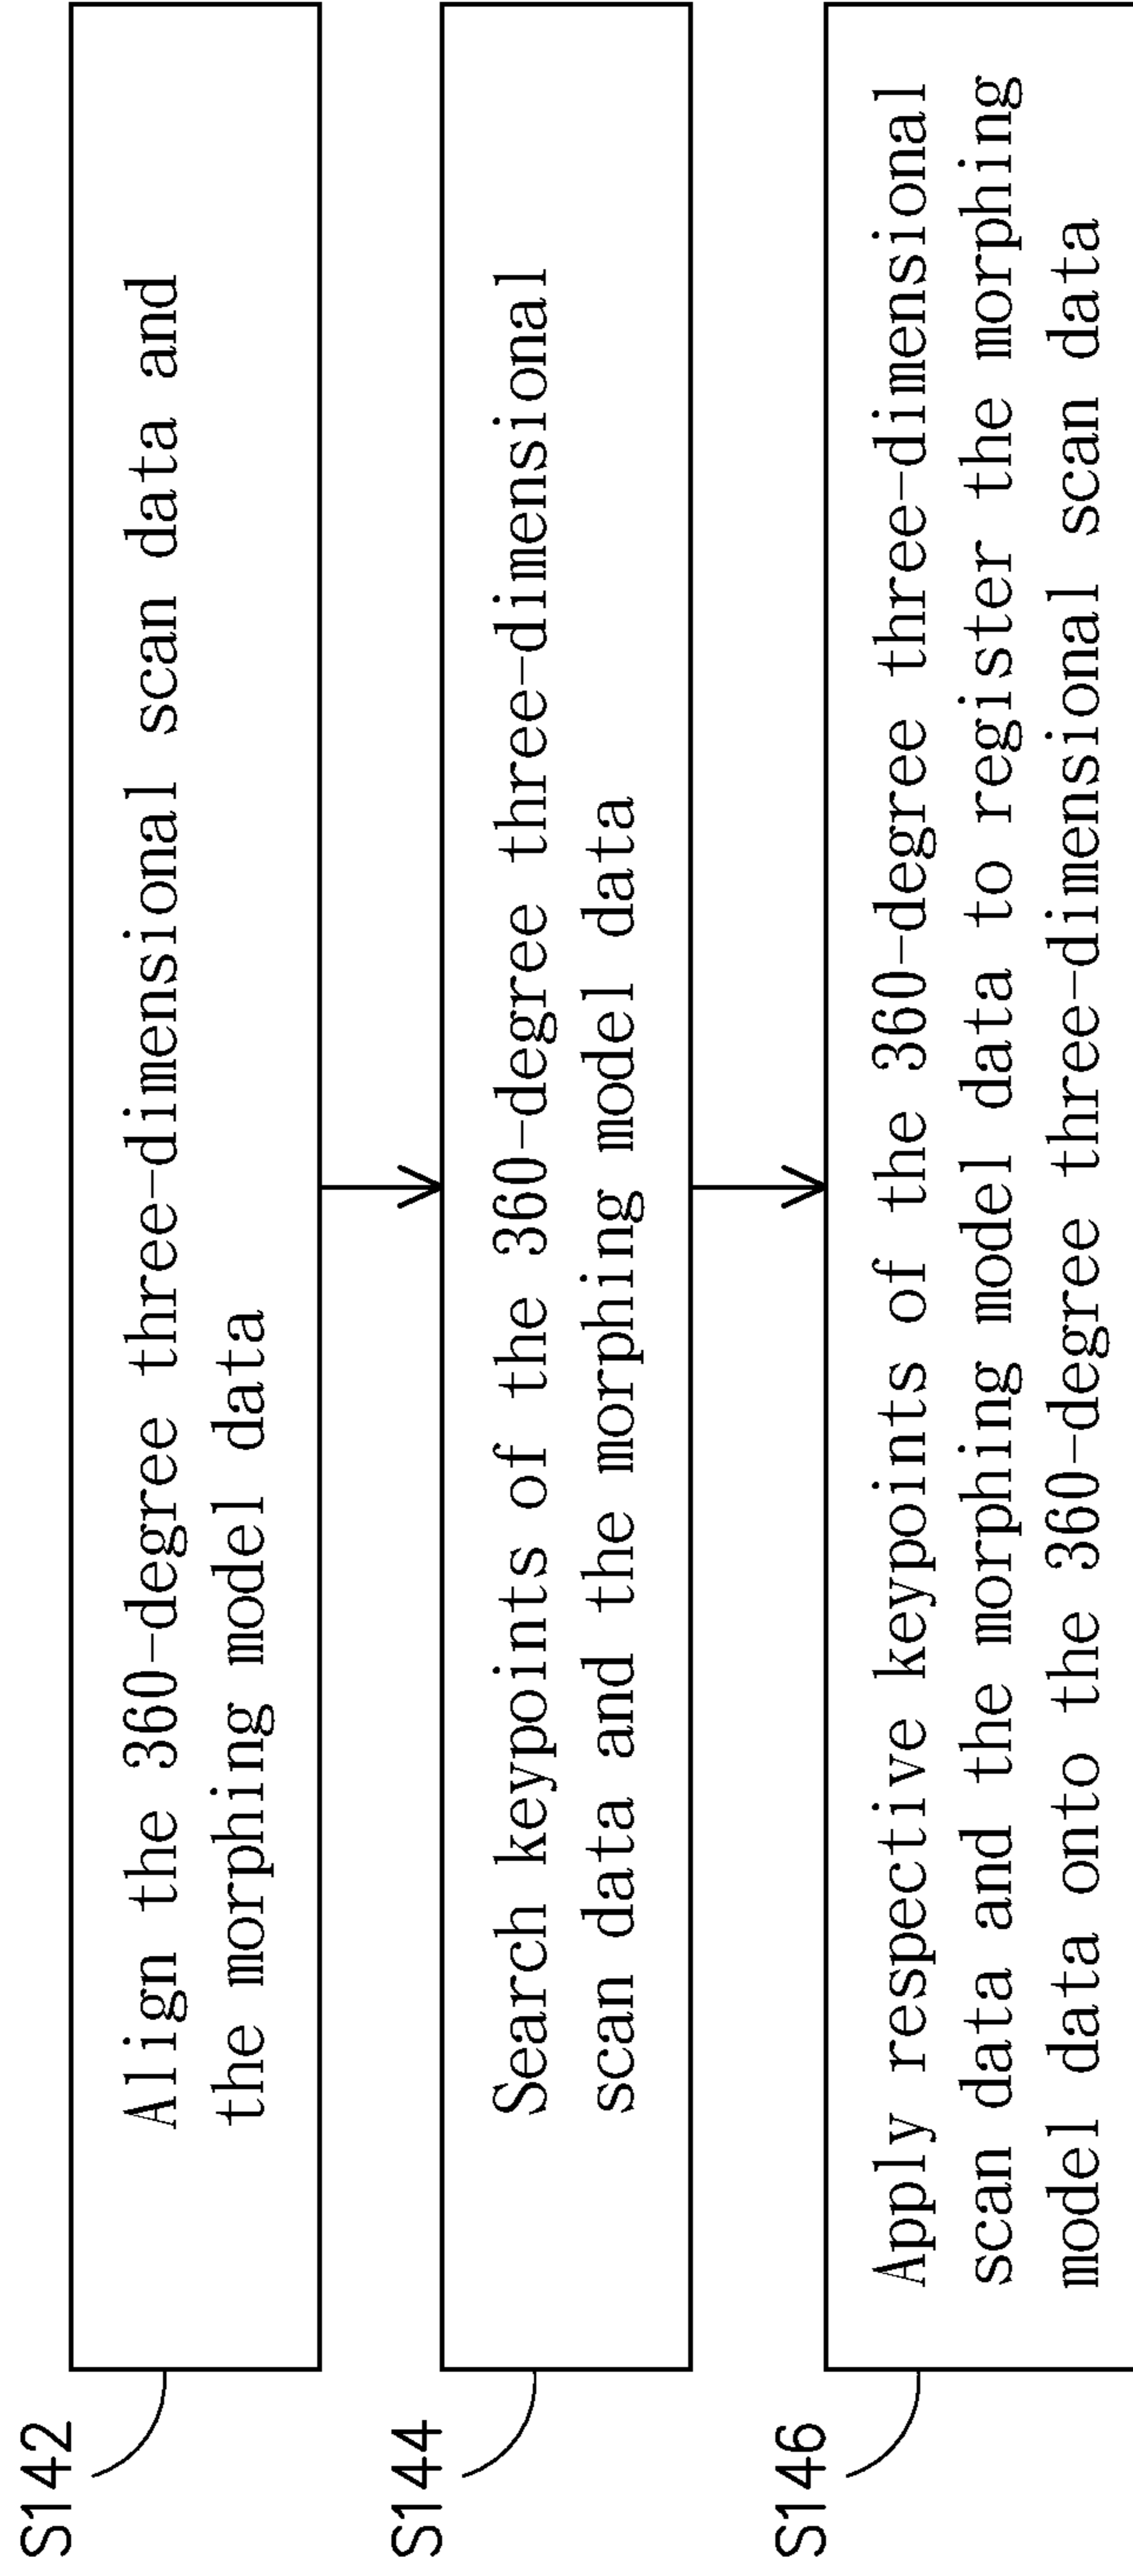 S142
Align the 360-degree three-dimensional scan data and
the morphing model data
S144
Search keypoints of the 360-degree three-dimensional
scan data and the morphing model data
S146
Apply respective keypoints of the 360-degree three-dimensional
scan data and the morphing model data to register the morphing
model data onto the 360-degree three-dimensional scan data